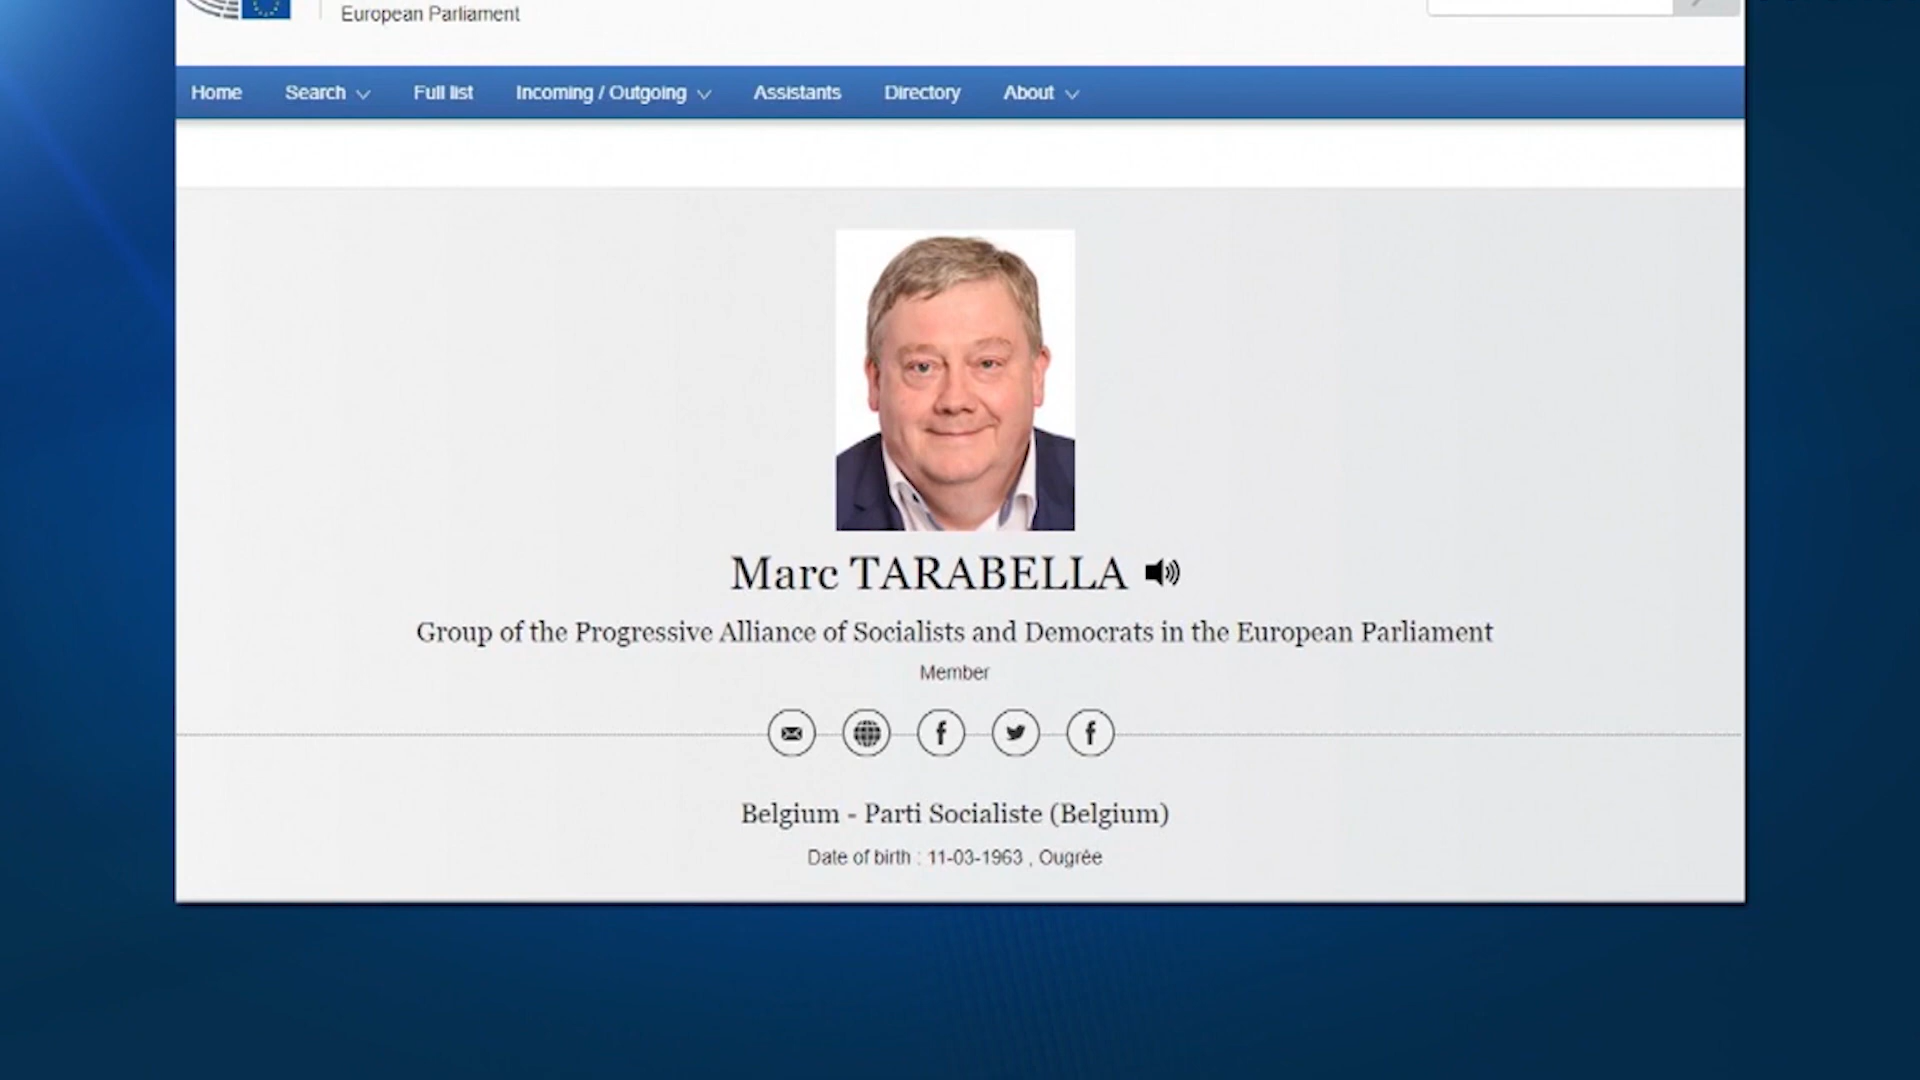 European Parliament
Home Search Full list Incoming / Outgoing Assistants Directory About
Marc TARABELLA
Group of the Progressive Alliance of Socialists and Democrats in the European Parliament
Member
Belgium - Parti Socialiste (Belgium)
Date of birth : 11-03-1963 , Ougrée